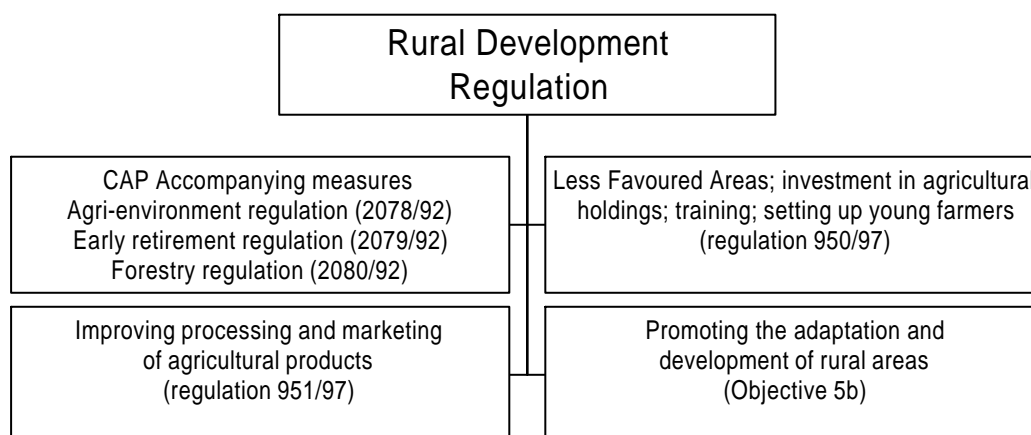 Rural Development
Regulation
CAP Accompanying measures
Agri-environment regulation (2078/92)
Early retirement regulation (2079/92)
Forestry regulation (2080/92)
Less Favoured Areas; investment in agricultural
holdings; training; setting up young farmers
(regulation 950/97)
Improving processing and marketing
of agricultural products
(regulation 951/97)
Promoting the adaptation and
development of rural areas
(Objective 5b)